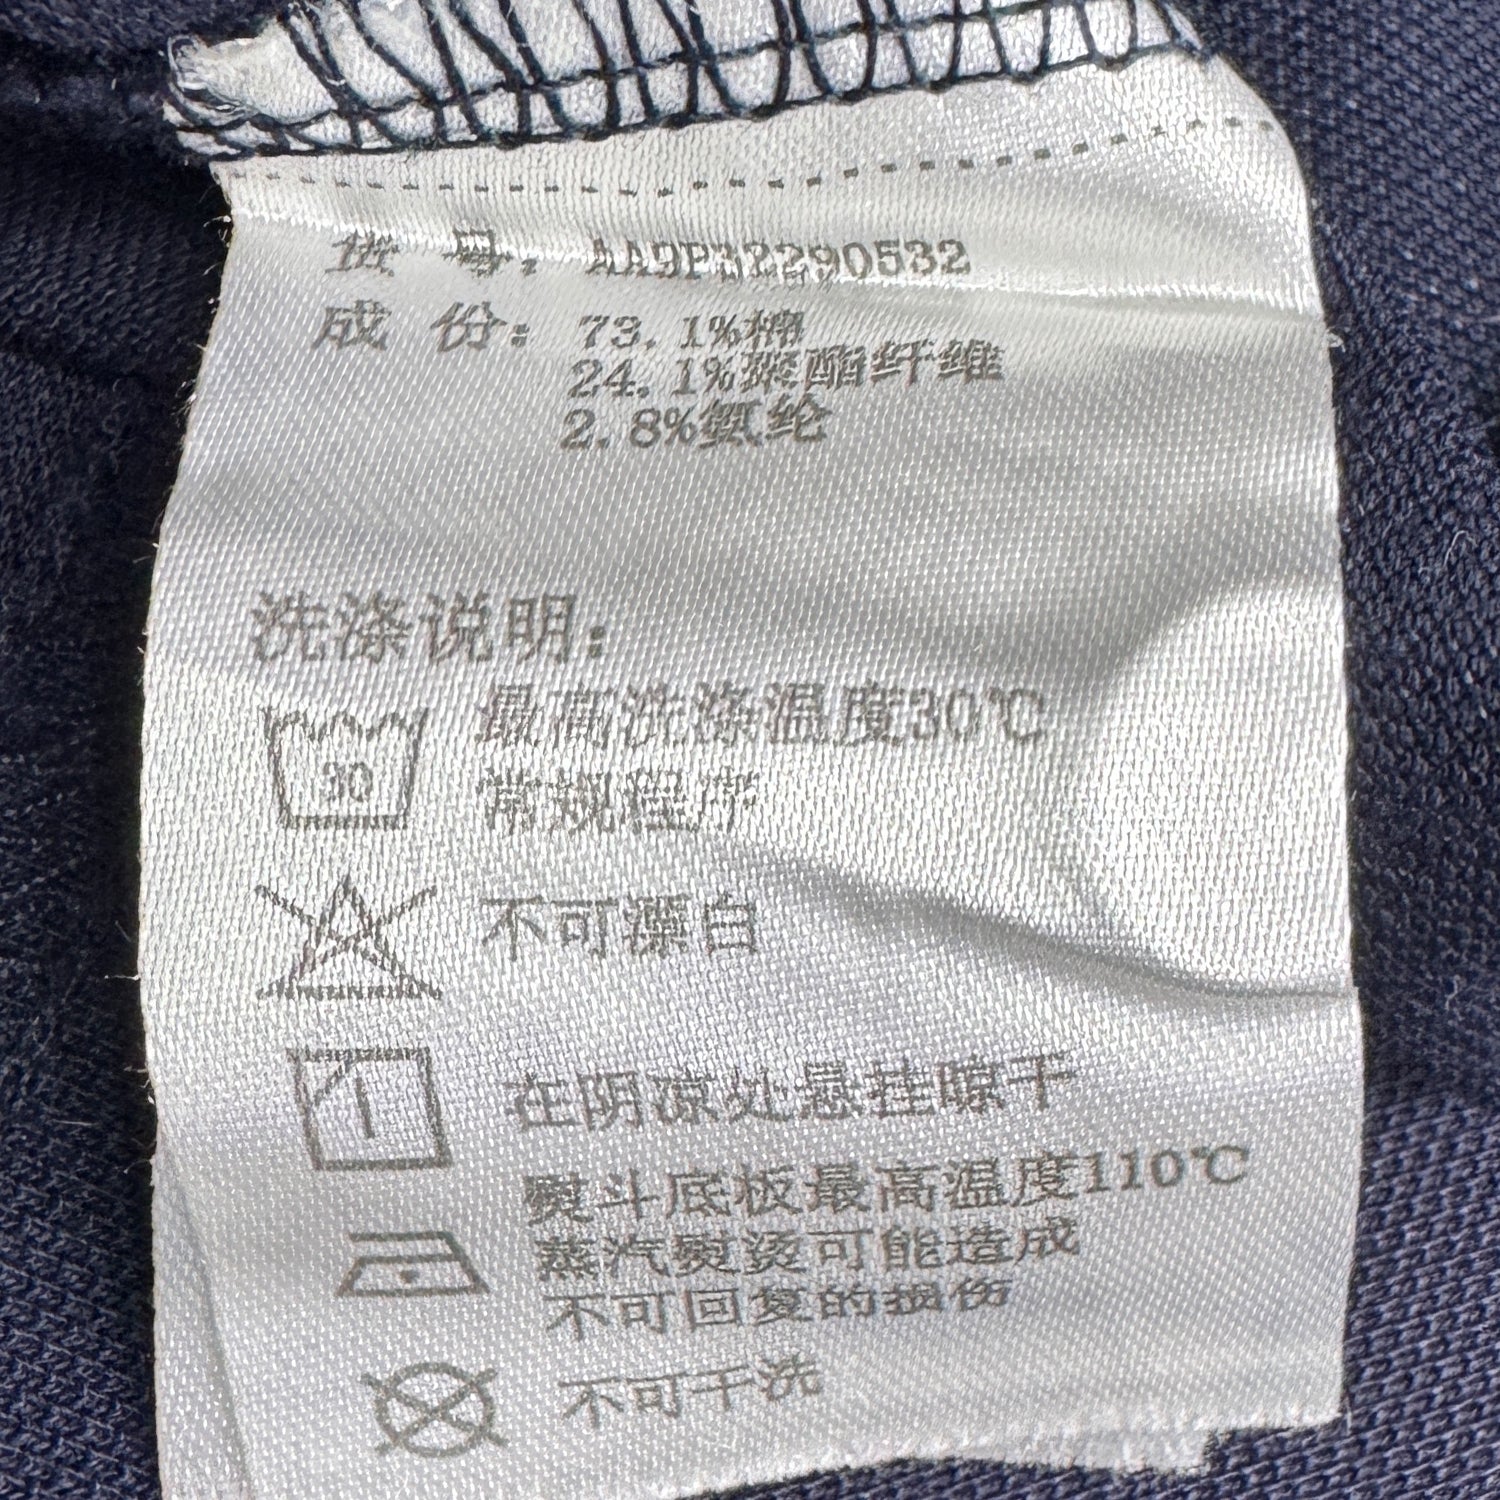 货 号: AA9P32290532
成 份: 73.1%棉
24.1%聚酯纤维
2.8%氨纶
洗涤说明:
30
最高洗涤温度30℃
常规程序
不可漂白
在阴凉处悬挂晾干
熨斗底板最高温度110℃
蒸汽熨烫可能造成
不可回复的损伤
不可干洗